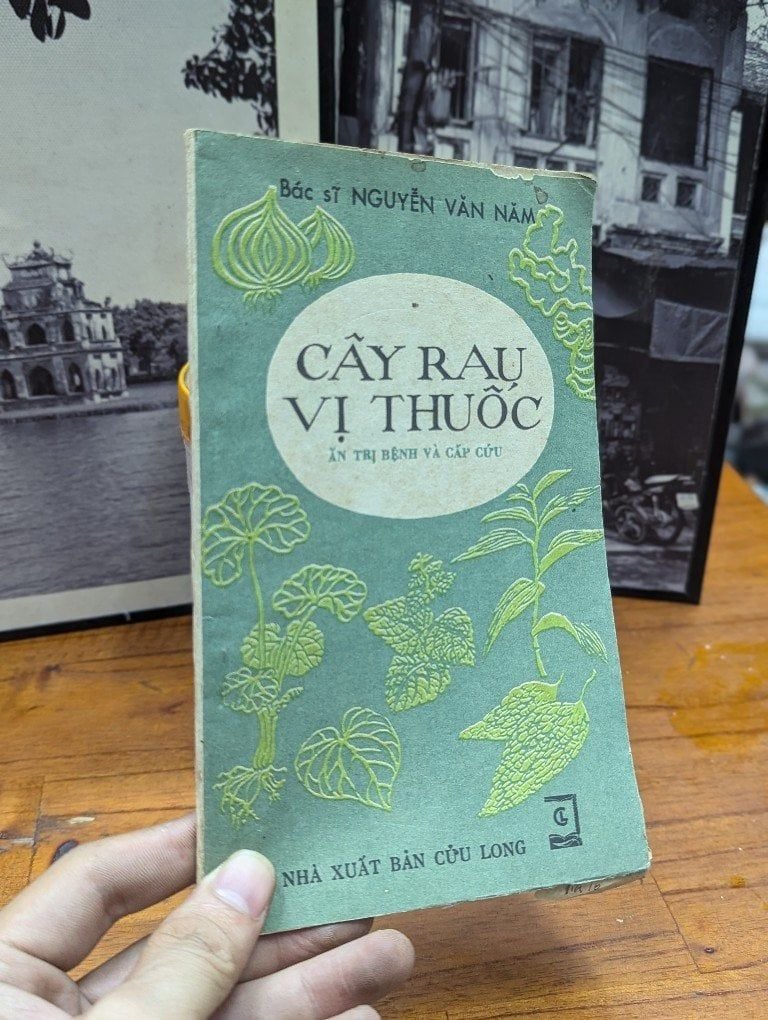 Bác sĩ NGUYỄN VĂN NĂM
CÂY RAU
VỊ THUỐC
ĂN TRỊ BỆNH VÀ CẤP CỨU
NHÀ XUẤT BẢN CỬU LONG
CL